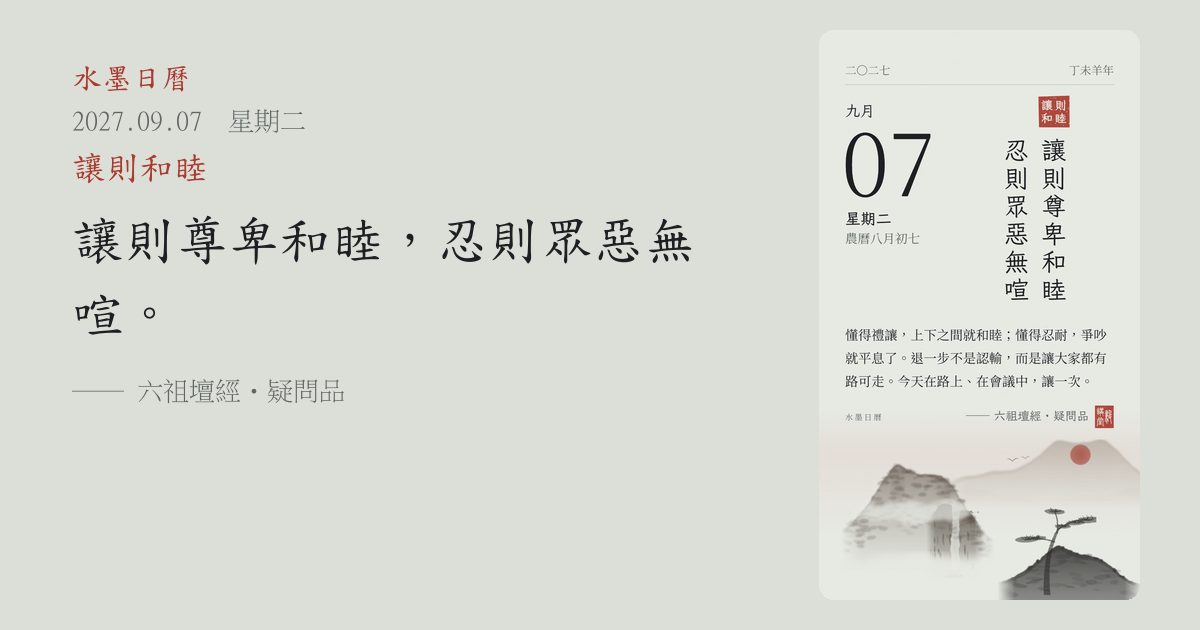 水墨日曆
2027.09.07 星期二
讓則和睦
讓則尊卑和睦，忍則眾惡無
喧。
—— 六祖壇經・疑問品
二〇二七
丁未羊年
九月
07
星期二
農曆八月初七
讓則
和睦
讓則尊卑和睦
忍則眾惡無喧
懂得禮讓，上下之間就和睦；懂得忍耐，爭吵
就平息了。退一步不是認輸，而是讓大家都有
路可走。今天在路上、在會議中，讓一次。
水墨日曆
—— 六祖壇經・疑問品